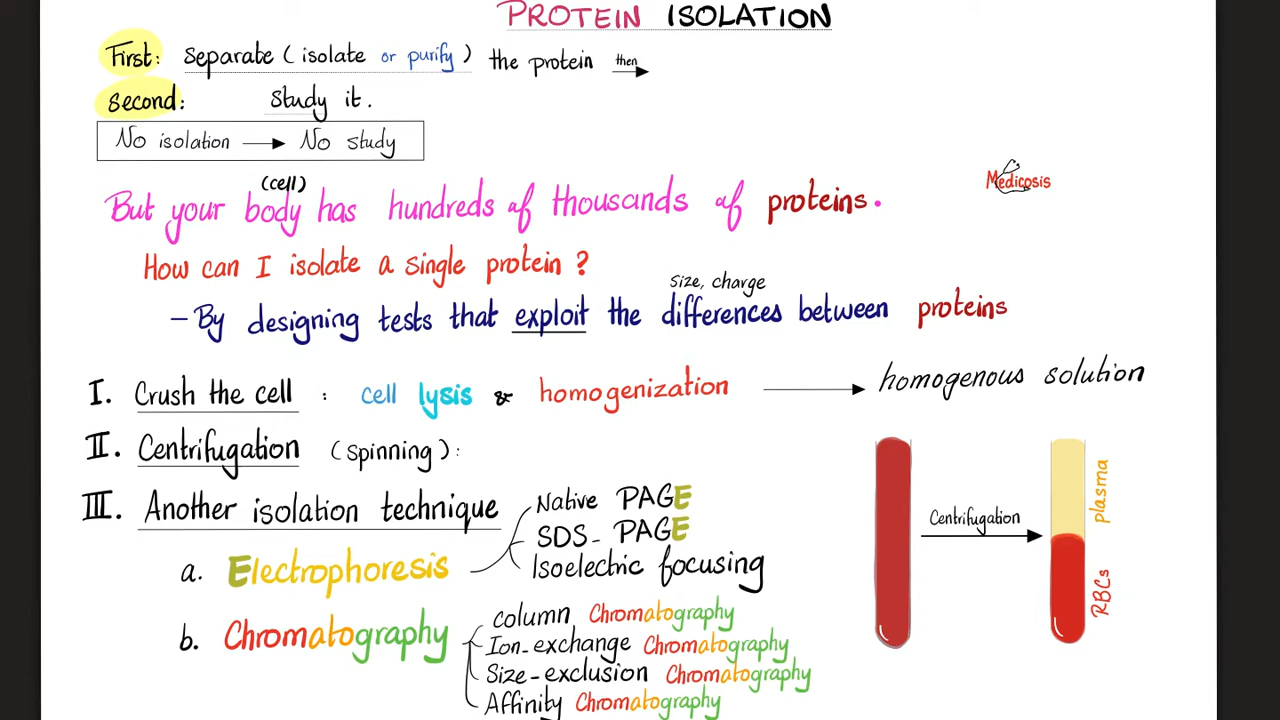 PROTEIN ISOLATION
First: separate (isolate or purify) the protein then
Second: study it.
No isolation → No study
(cell)
But your body has hundreds of thousands of proteins.
Medicosis
How can I isolate a single protein?
size, charge
- By designing tests that exploit the differences between proteins
I. Crush the cell : cell lysis & homogenization → homogenous solution
II. Centrifugation (spinning):
III. Another isolation technique
Native PAGE
SDS-PAGE
a. Electrophoresis
Isoelectric focusing
column Chromatography
b. Chromatography
Ion-exchange Chromatography
Size-exclusion Chromatography
Affinity Chromatography
Centrifugation
plasma
RBCs